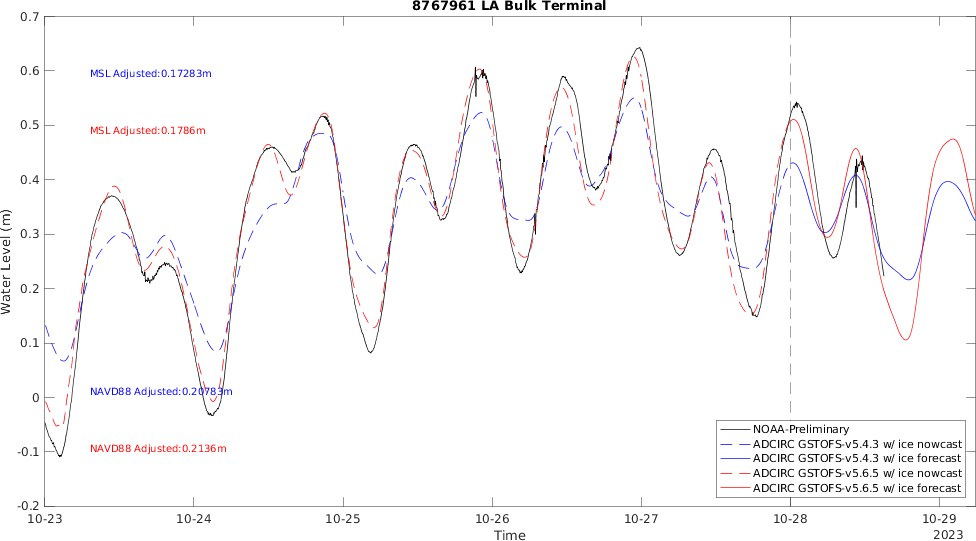 8767961 LA Bulk Terminal
0.7
0.6
0.5
0.4
0.3
0.2
0.1
0
-0.1
-0.2
Water Level (m)
MSL Adjusted:0.17283m
MSL Adjusted:0.1786m
NAVD88 Adjusted:0.20783m
NAVD88 Adjusted:0.2136m
NOAA-Preliminary
ADCIRC GSTOFS-v5.4.3 w/ ice nowcast
ADCIRC GSTOFS-v5.4.3 w/ ice forecast
ADCIRC GSTOFS-v5.6.5 w/ ice nowcast
ADCIRC GSTOFS-v5.6.5 w/ ice forecast
10-23 10-24 10-25 10-26 10-27 10-28 10-29
Time
2023